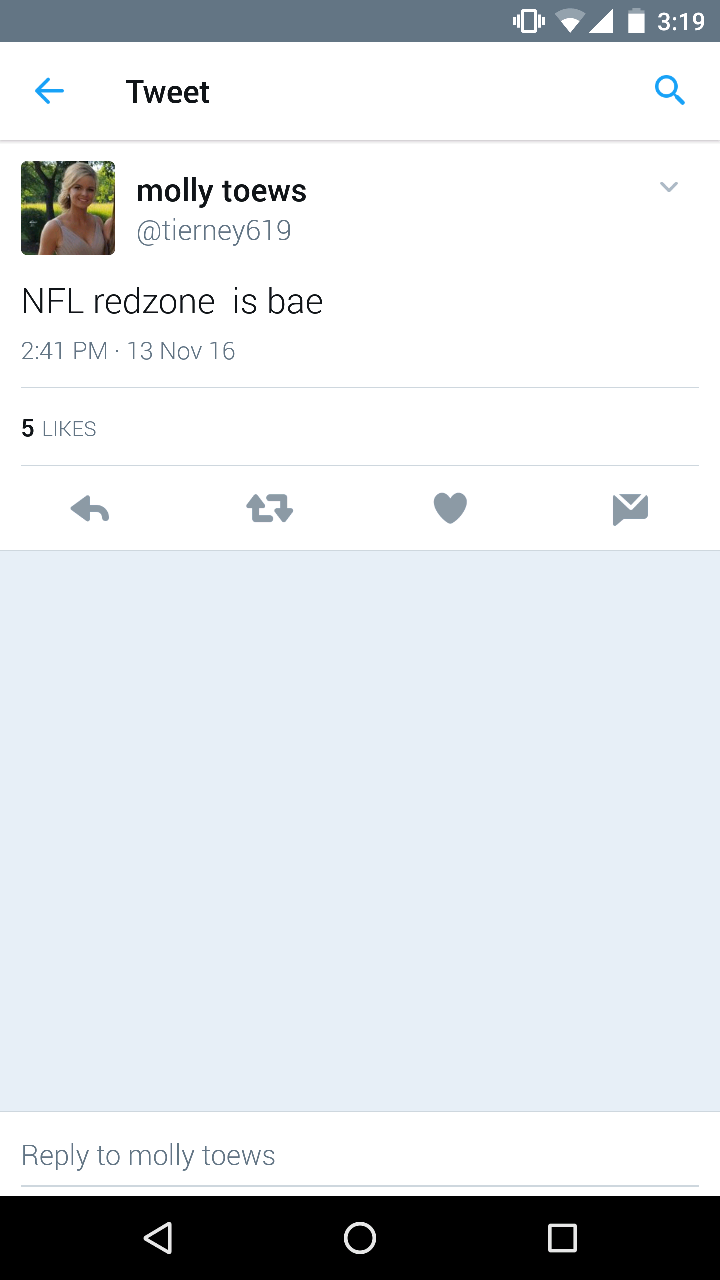 3:19
Tweet
molly toews
@tierney619
NFL redzone  is bae
2:41 PM · 13 Nov 16
5 LIKES
Reply to molly toews